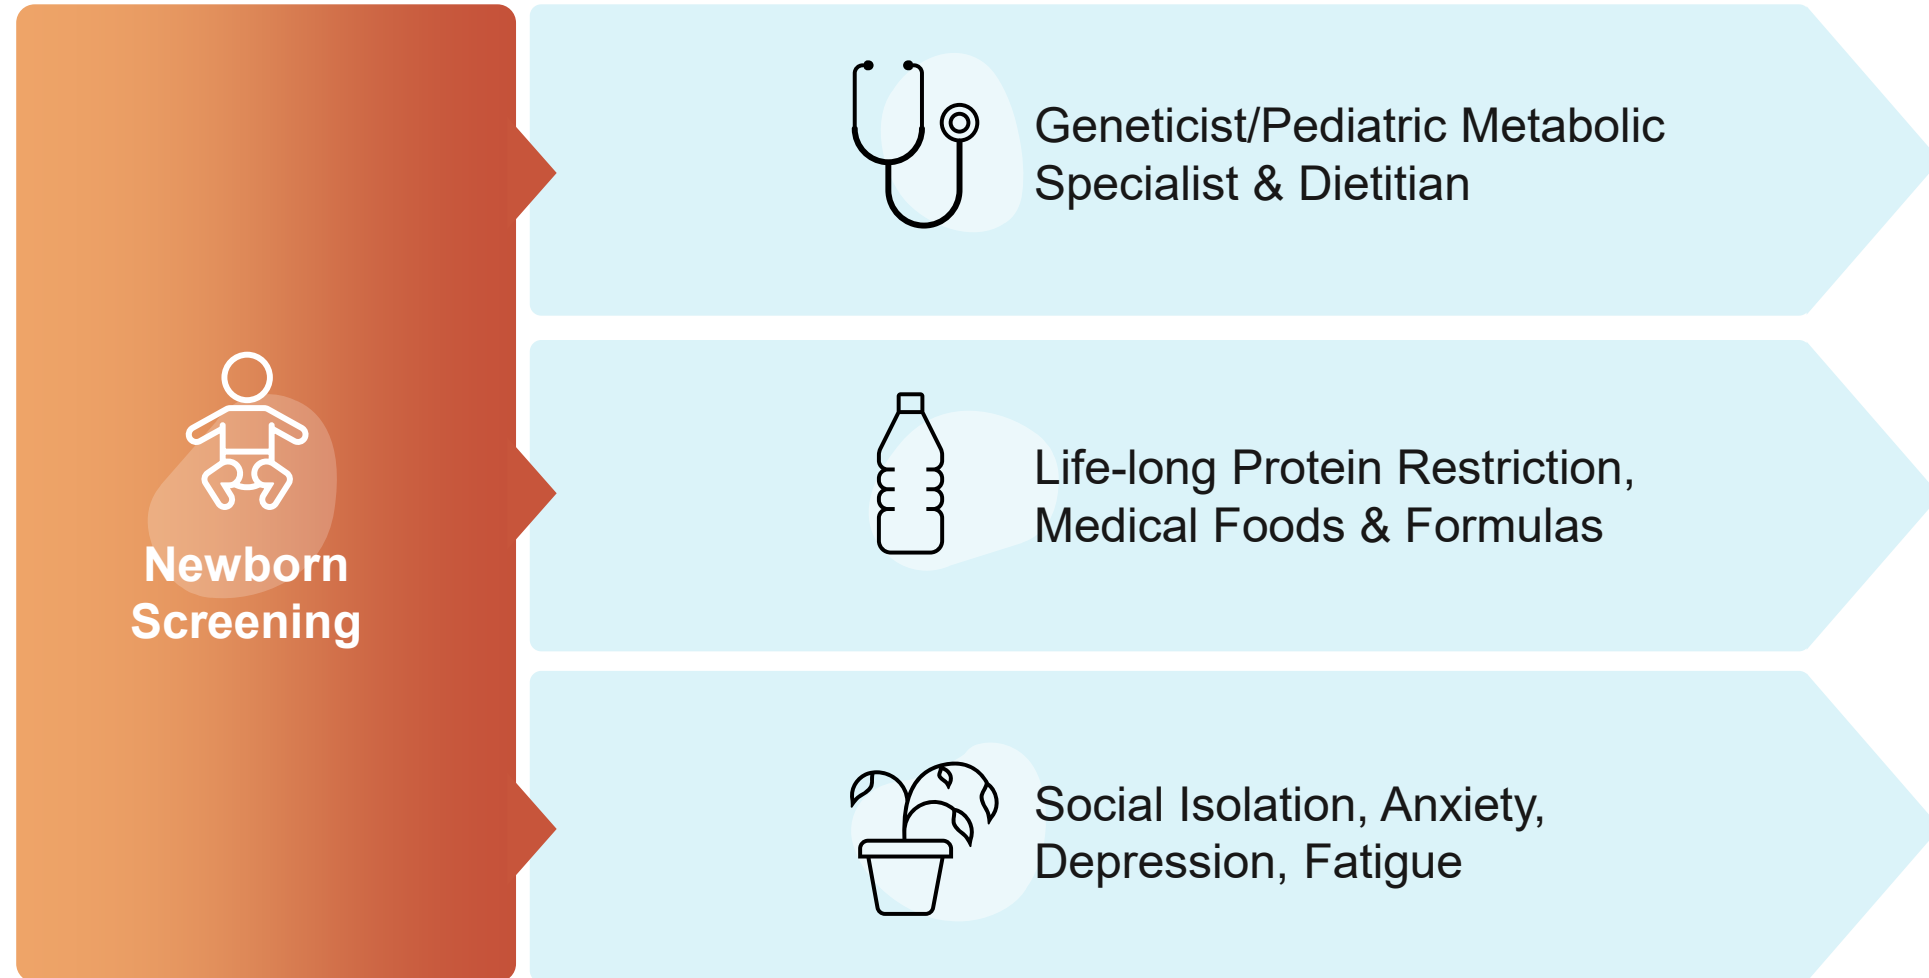 Newborn
Screening
Geneticist/Pediatric Metabolic
Specialist & Dietitian
Life-long Protein Restriction,
Medical Foods & Formulas
Social Isolation, Anxiety,
Depression, Fatigue